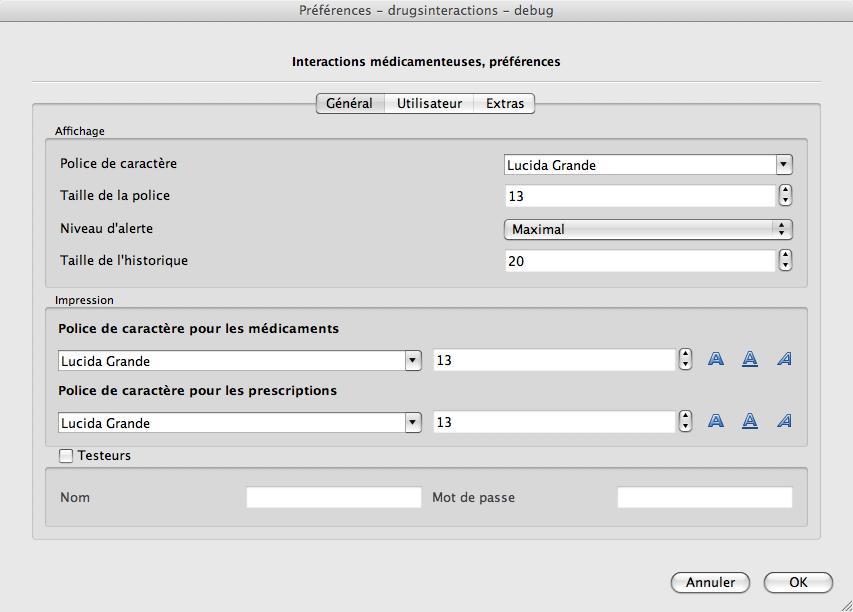 Préférences – drugsinteractions – debug
Interactions médicamenteuses, préférences
Général Utilisateur Extras
Affichage
Police de caractère Lucida Grande
Taille de la police 13
Niveau d'alerte Maximal
Taille de l'historique 20
Impression
Police de caractère pour les médicaments
Lucida Grande 13 A A A
Police de caractère pour les prescriptions
Lucida Grande 13 A A A
Testeurs
Nom Mot de passe
Annuler OK